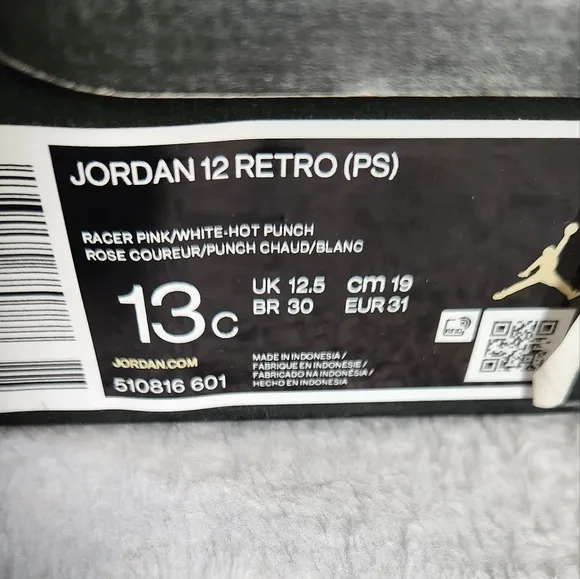 JORDAN 12 RETRO (PS)
RACER PINK/WHITE-HOT PUNCH
ROSE COUREUR/PUNCH CHAUD/BLANC
13C
UK 12.5 cm 19
BR 30 EUR 31
JORDAN.COM
510816 601
MADE IN INDONESIA/
FABRIQUE EN INDONESIE/
FABRICADO NA INDONÉSIA/
HECHO EN INDONESIA
RFID